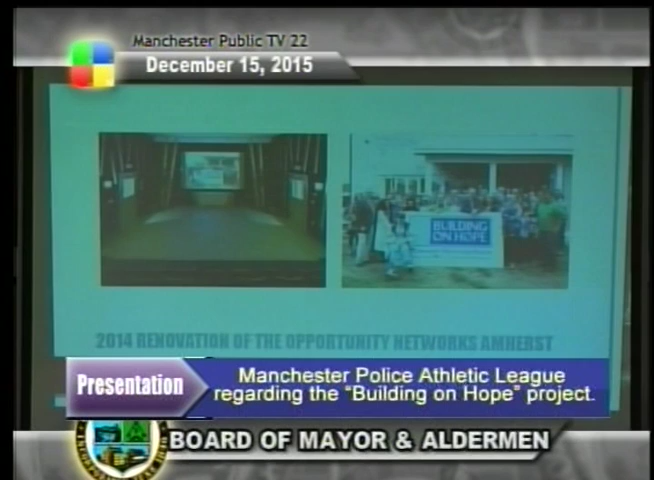 Manchester Public TV 22
December 15, 2015
BUILDING
ON HOPE
2014 RENOVATION OF THE OPPORTUNITY NETWORKS AMHERST
Presentation
Manchester Police Athletic League
regarding the "Building on Hope" project.
BOARD OF MAYOR & ALDERMEN